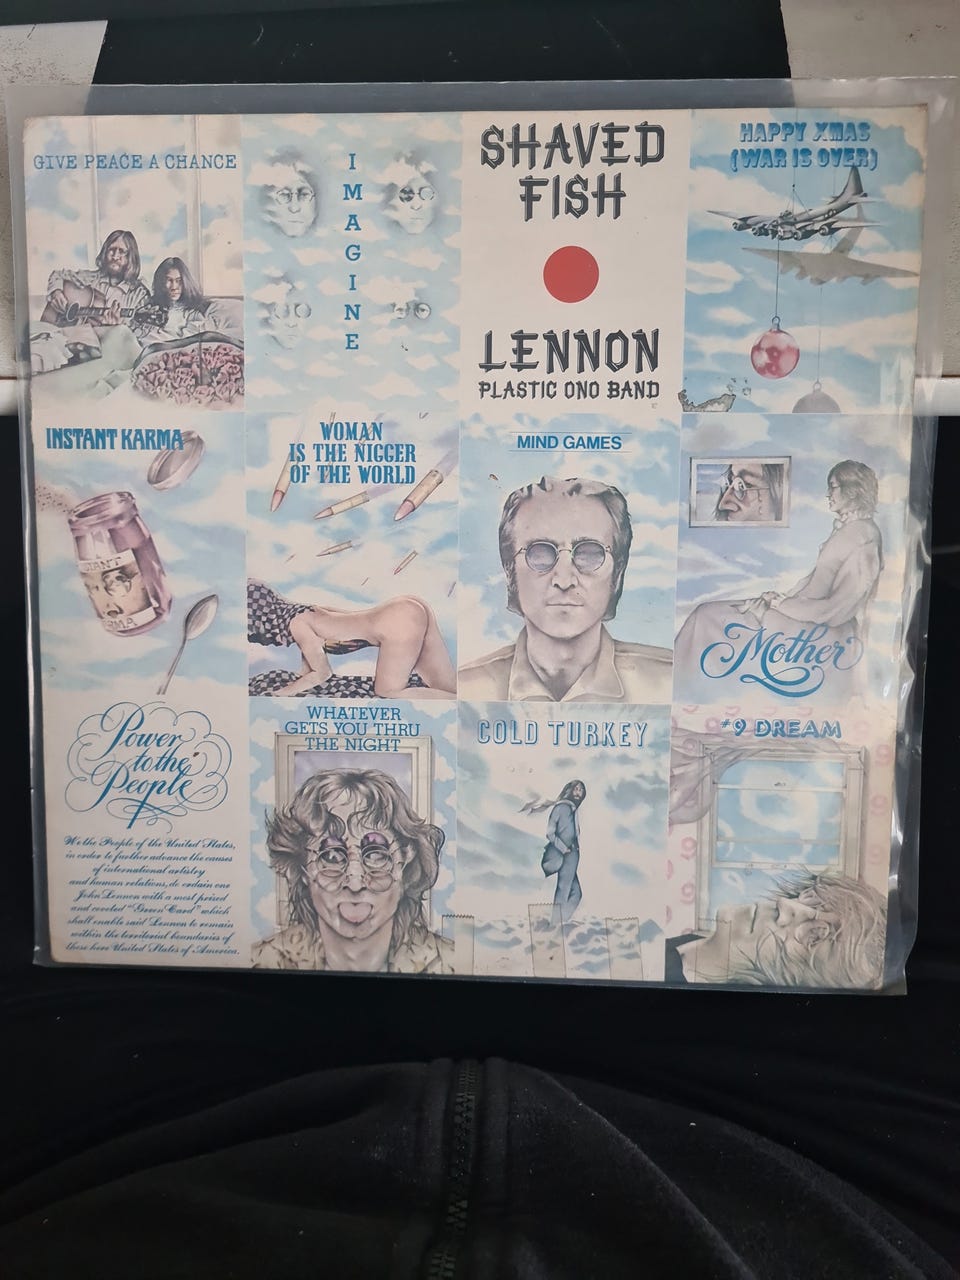 GIVE PEACE A CHANCE
IMAGINE
SHAVED
FISH
LENNON
PLASTIC ONO BAND
HAPPY XMAS
(WAR IS OVER)
INSTANT KARMA
WOMAN
IS THE NIGGER
OF THE WORLD
MIND GAMES
Mother
Power
to the
People
We the People of the United States,
in order to further advance the causes
of international artistry
and human relations, do ordain one
John Lennon with a most prized
and coveted "Green Card" which
shall enable said Lennon to remain
within the territorial boundaries of
these here United States of America.
WHATEVER
GETS YOU THRU
THE NIGHT
COLD TURKEY
#9 DREAM